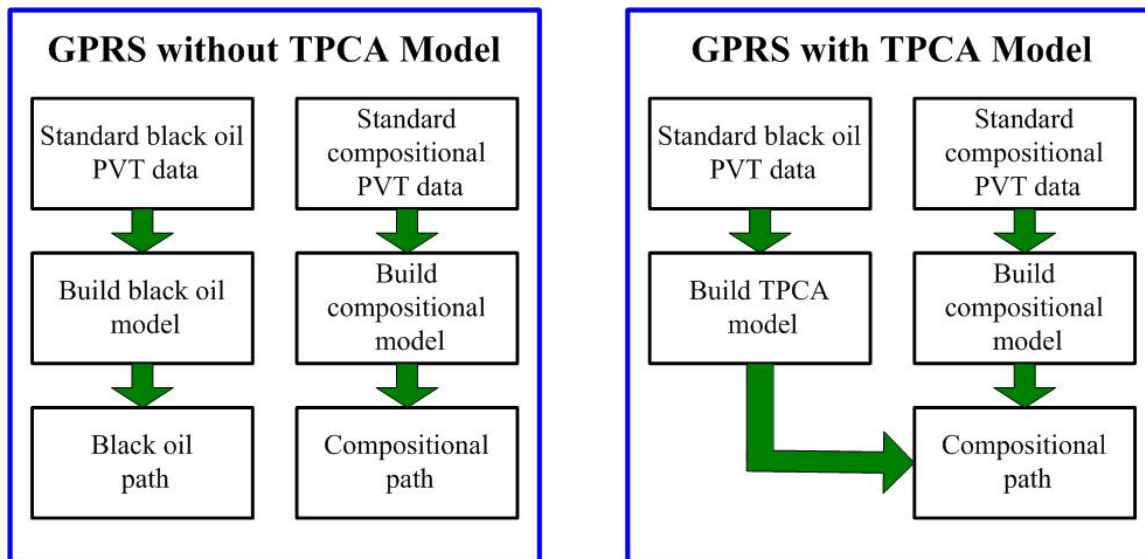 GPRS without TPCA Model
Standard black oil
PVT data
Standard
compositional
PVT data
Build black oil
model
Build
compositional
model
Black oil
path
Compositional
path
GPRS with TPCA Model
Standard black oil
PVT data
Standard
compositional
PVT data
Build TPCA
model
Build
compositional
model
Compositional
path